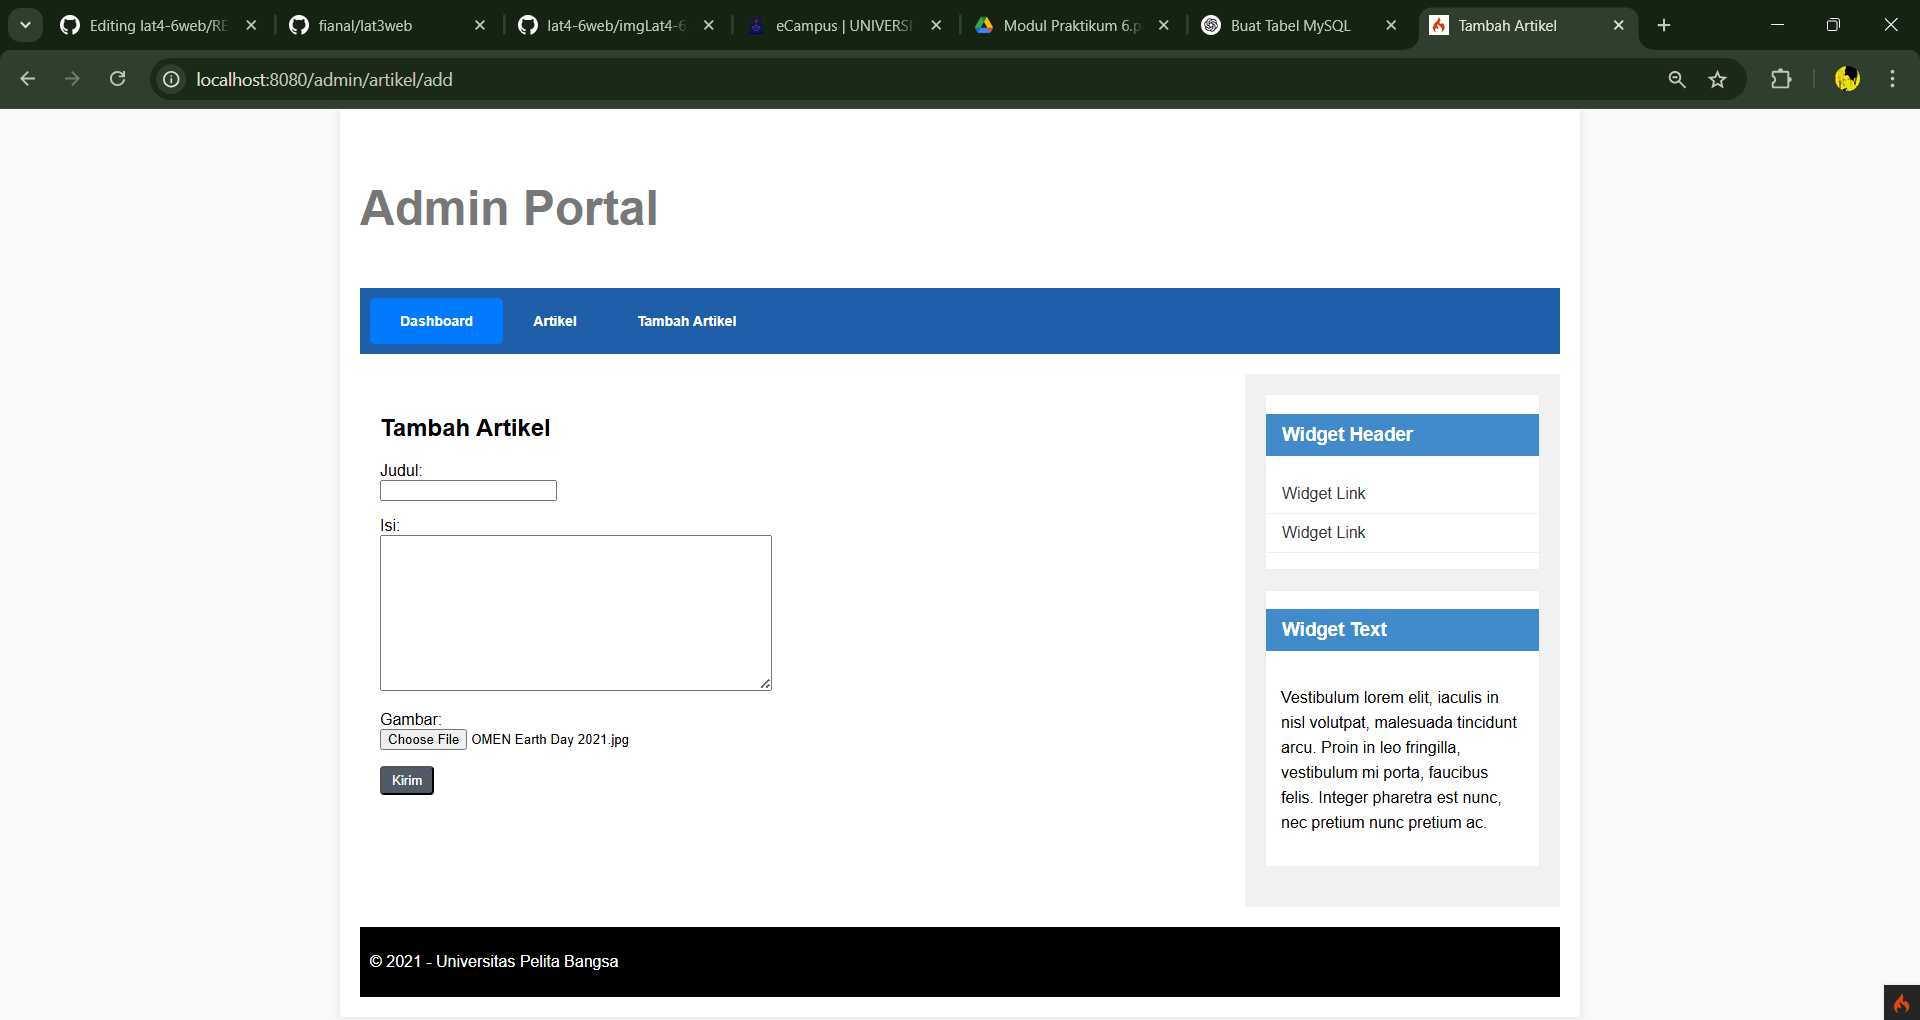 Editing lat4-6web/RE
fianal/lat3web
lat4-6web/imgLat4-6
eCampus | UNIVERSI
Modul Praktikum 6.p
Buat Tabel MySQL
Tambah Artikel
localhost:8080/admin/artikel/add
Admin Portal
Dashboard
Artikel
Tambah Artikel
Tambah Artikel
Judul:
Isi:
Gambar:
Choose File OMEN Earth Day 2021.jpg
Kirim
Widget Header
Widget Link
Widget Link
Widget Text
Vestibulum lorem elit, iaculis in
nisl volutpat, malesuada tincidunt
arcu. Proin in leo fringilla,
vestibulum mi porta, faucibus
felis. Integer pharetra est nunc,
nec pretium nunc pretium ac.
© 2021 - Universitas Pelita Bangsa